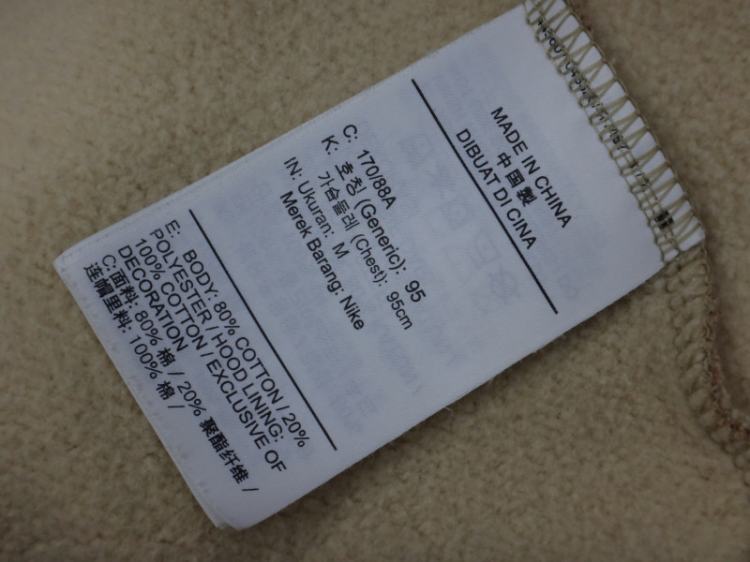 MADE IN CHINA
中国製
DIBUAT DI CINA
C: 170/88A
K: 호칭 (Generic): 95
가슴둘레 (Chest): 95cm
IN: Ukuran: M
Merek Barang: Nike
E: BODY: 80% COTTON / 20%
POLYESTER / HOOD LINING:
100% COTTON / EXCLUSIVE OF
DECORATION
C: 面料: 80% 棉 / 20% 聚酯纤维 /
连帽里料: 100% 棉 /